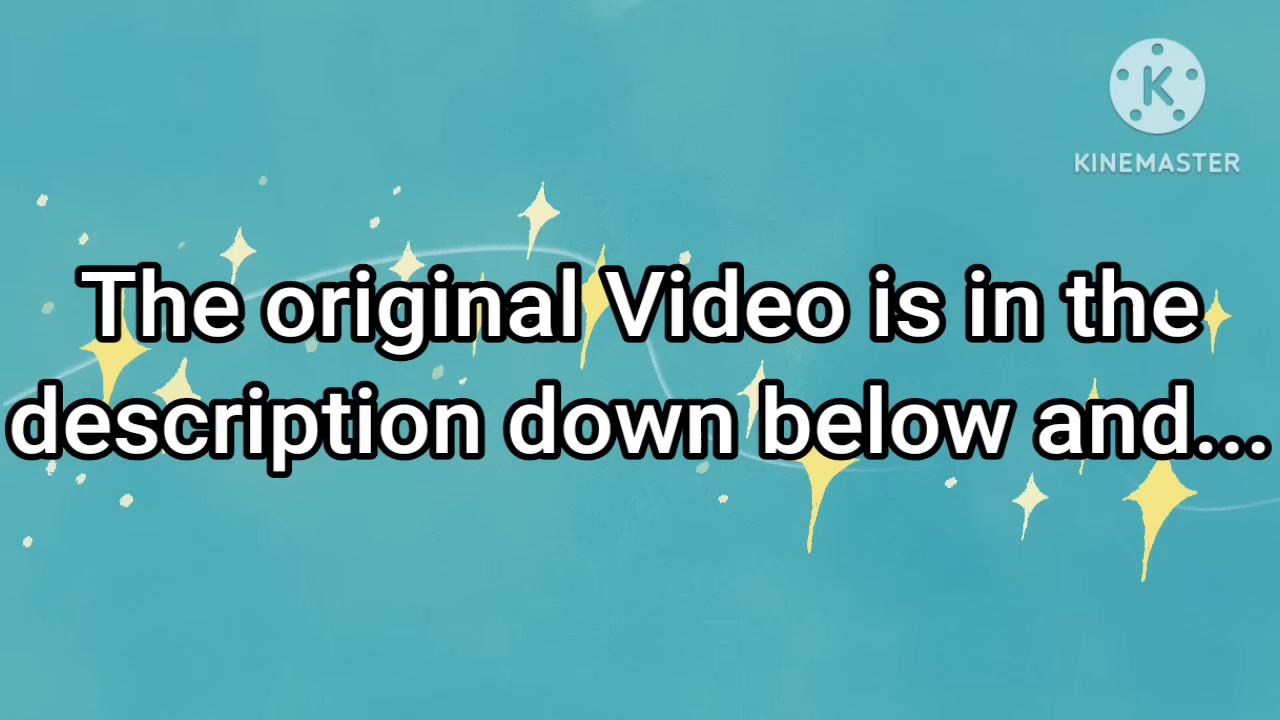 K
KINEMASTER
The original Video is in the
description down below and...